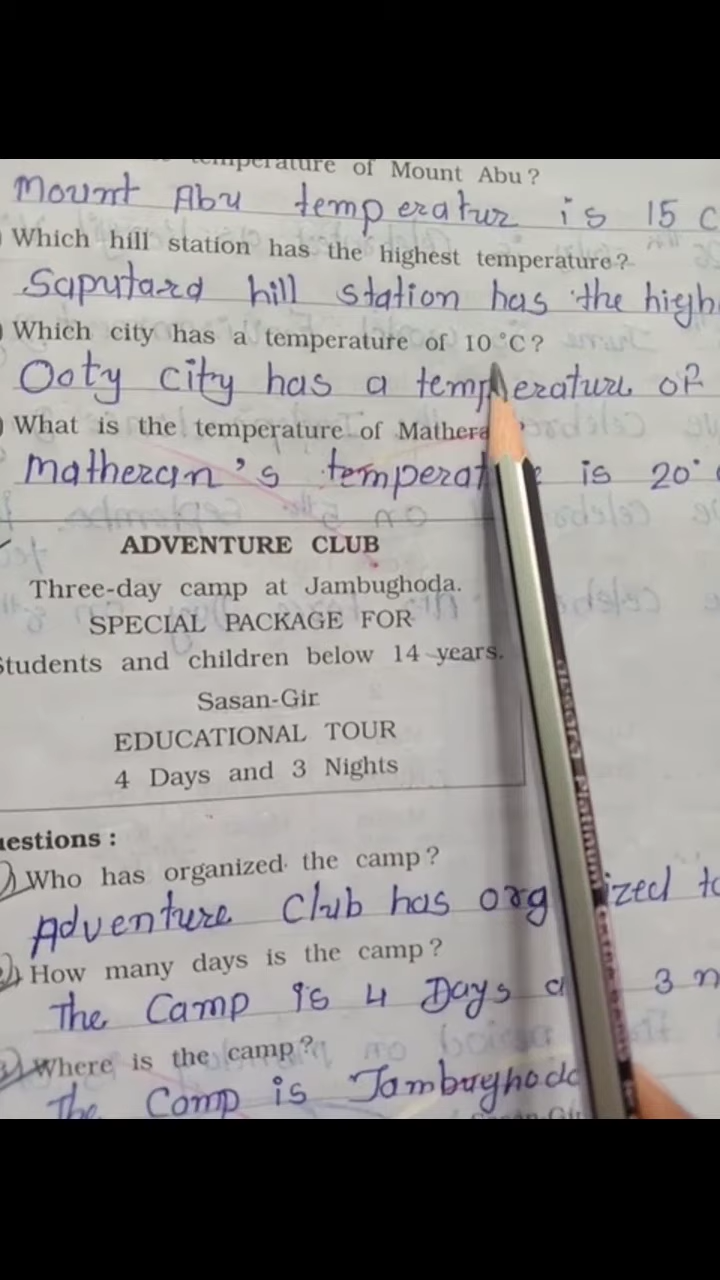 temperature of Mount Abu?
Mount Abu temperatur is 15 C
Which hill station has the highest temperature?
Saputara hill station has the high
Which city has a temperature of 10 °C?
Ooty city has a temperature of
What is the temperature of Mathera
Matheran's temperat is 20°
ADVENTURE CLUB
Three-day camp at Jambughoda.
SPECIAL PACKAGE FOR
Students and children below 14 years.
Sasan-Gir
EDUCATIONAL TOUR
4 Days and 3 Nights
uestions :
Who has organized the camp?
Adventure Club has org ized
How many days is the camp?
The Camp is 4 Days 3
Where is the camp?
The Comp is Jambughoda